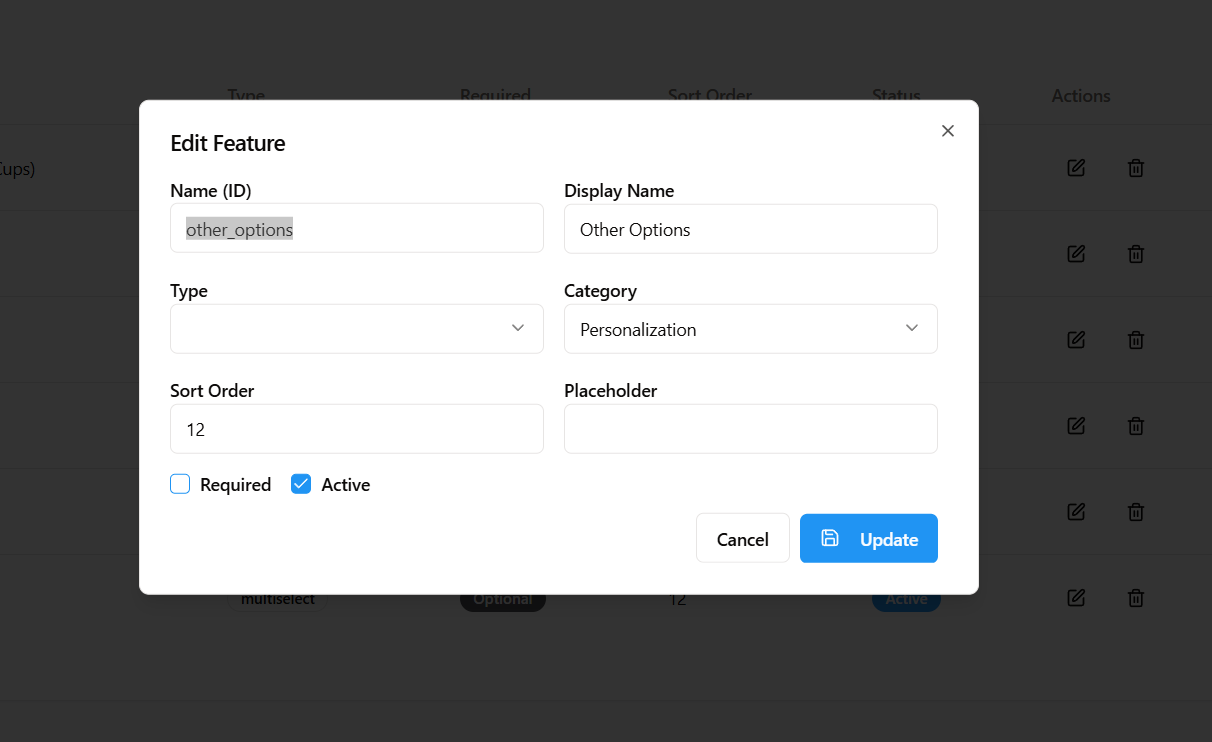 Type Required Sort Order Status Actions
Edit Feature
Cups)
Name (ID) Display Name
other_options Other Options
Type Category
Personalization
Sort Order Placeholder
12
Required Active
Cancel Update
multiselect Optional 12 Active